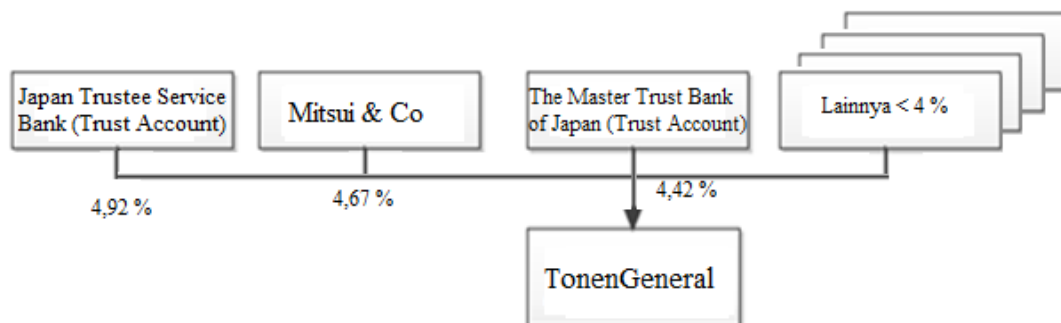 Japan Trustee Service
Bank (Trust Account)
Mitsui & Co
The Master Trust Bank
of Japan (Trust Account)
Lainnya < 4 %
4,92 %
4,67 %
4,42 %
TonenGeneral